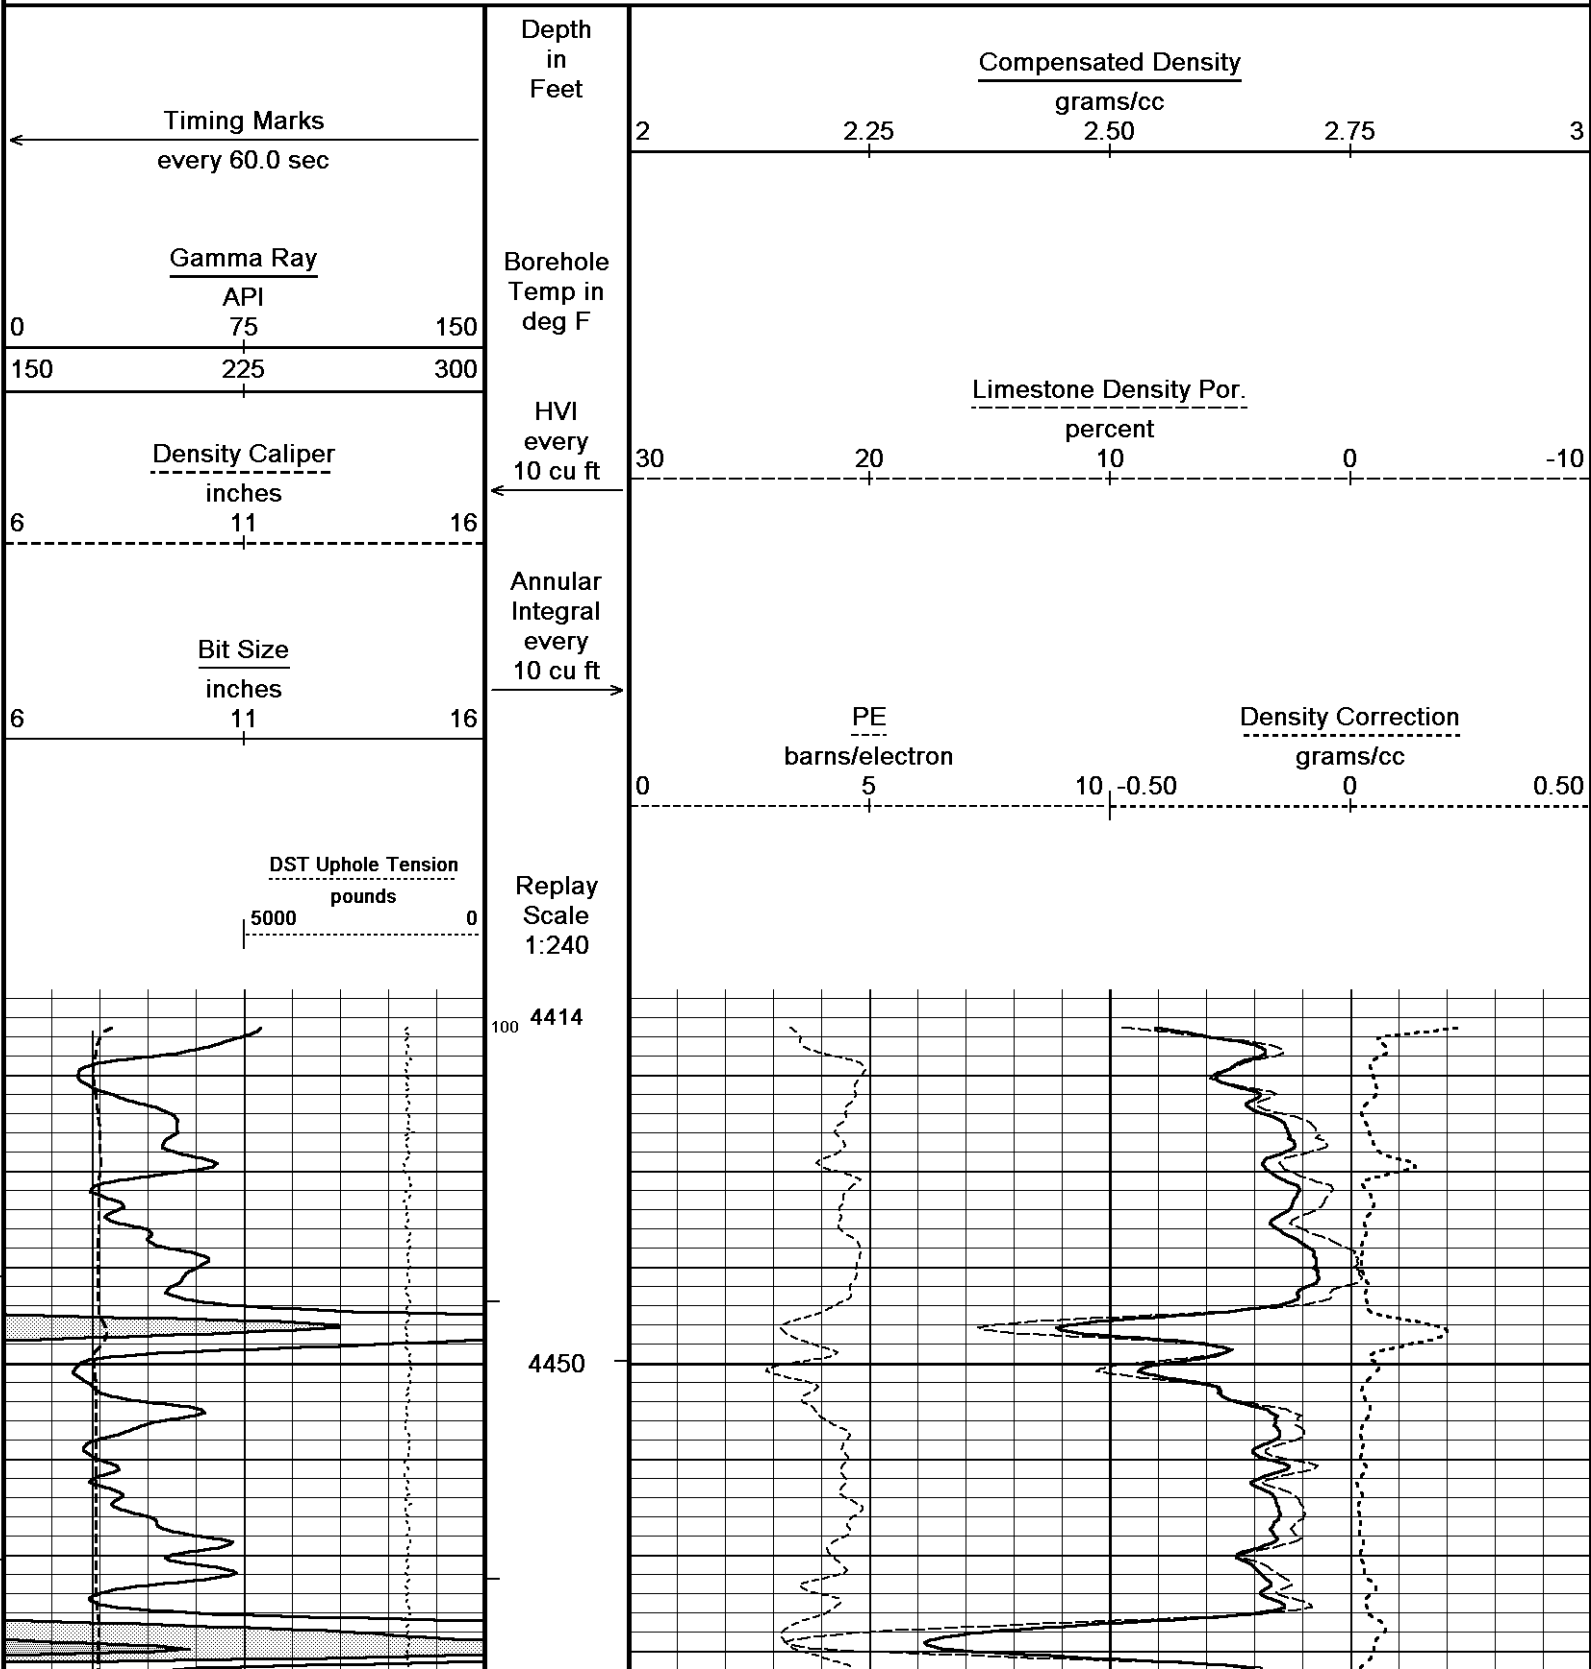 Timing Marks
every 60.0 sec
Gamma Ray
API
0 75 150
150 225 300
Density Caliper
inches
6 11 16
Bit Size
inches
6 11 16
DST Uphole Tension
pounds
5000 0
Depth
in
Feet
Borehole
Temp in
deg F
HVI
every
10 cu ft
Annular
Integral
every
10 cu ft
Replay
Scale
1:240
Compensated Density
grams/cc
2 2.25 2.50 2.75 3
Limestone Density Por.
percent
30 20 10 0 -10
PE
barns/electron
0 5 10
Density Correction
grams/cc
-0.50 0 0.50
100 4414
4450